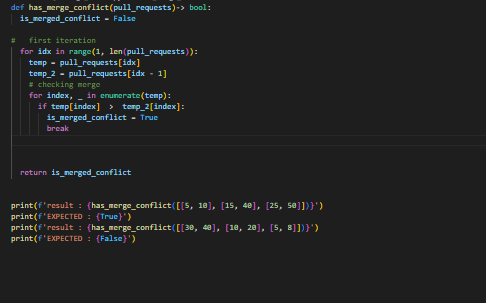 def has_merge_conflict(pull_requests)-> bool:
  is_merged_conflict = False

#   first iteration
  for idx in range(1, len(pull_requests)):
    temp = pull_requests[idx]
    temp_2 = pull_requests[idx - 1]
    # checking merge
    for index, _ in enumerate(temp):
      if temp[index]  >  temp_2[index]:
        is_merged_conflict = True
        break



  return is_merged_conflict


print(f'result : {has_merge_conflict([[5, 10], [15, 40], [25, 50]])}')
print(f'EXPECTED : {True}')
print(f'result : {has_merge_conflict([[30, 40], [10, 20], [5, 8]])}')
print(f'EXPECTED : {False}')